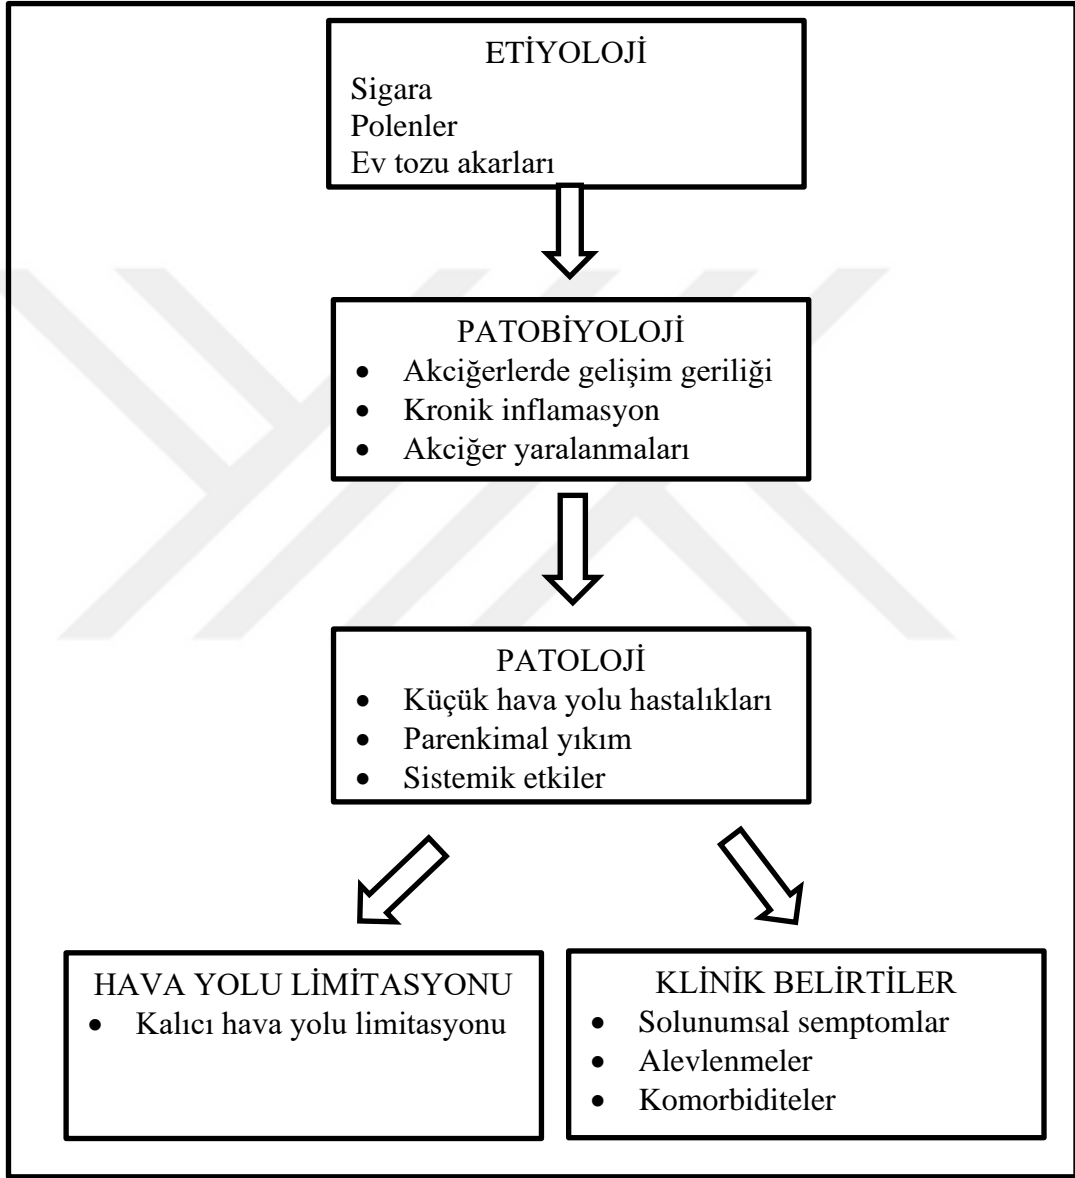 ETİYOLOJİ
Sigara
Polenler
Ev tozu akarları
PATOBİYOLOJİ
• Akciğerlerde gelişim geriliği
• Kronik inflamasyon
• Akciğer yaralanmaları
PATOLOJİ
• Küçük hava yolu hastalıkları
• Parenkimal yıkım
• Sistemik etkiler
HAVA YOLU LİMİTASYONU
• Kalıcı hava yolu limitasyonu
KLİNİK BELİRTİLER
• Solunumsal semptomlar
• Alevlenmeler
• Komorbiditeler